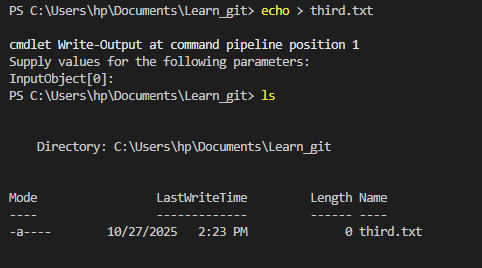 PS C:\Users\hp\Documents\Learn_git> echo > third.txt
cmdlet Write-Output at command pipeline position 1
Supply values for the following parameters:
InputObject[0]:
PS C:\Users\hp\Documents\Learn_git> ls
Directory: C:\Users\hp\Documents\Learn_git
Mode LastWriteTime Length Name
---- ------------- ------ ----
-a---- 10/27/2025 2:23 PM 0 third.txt